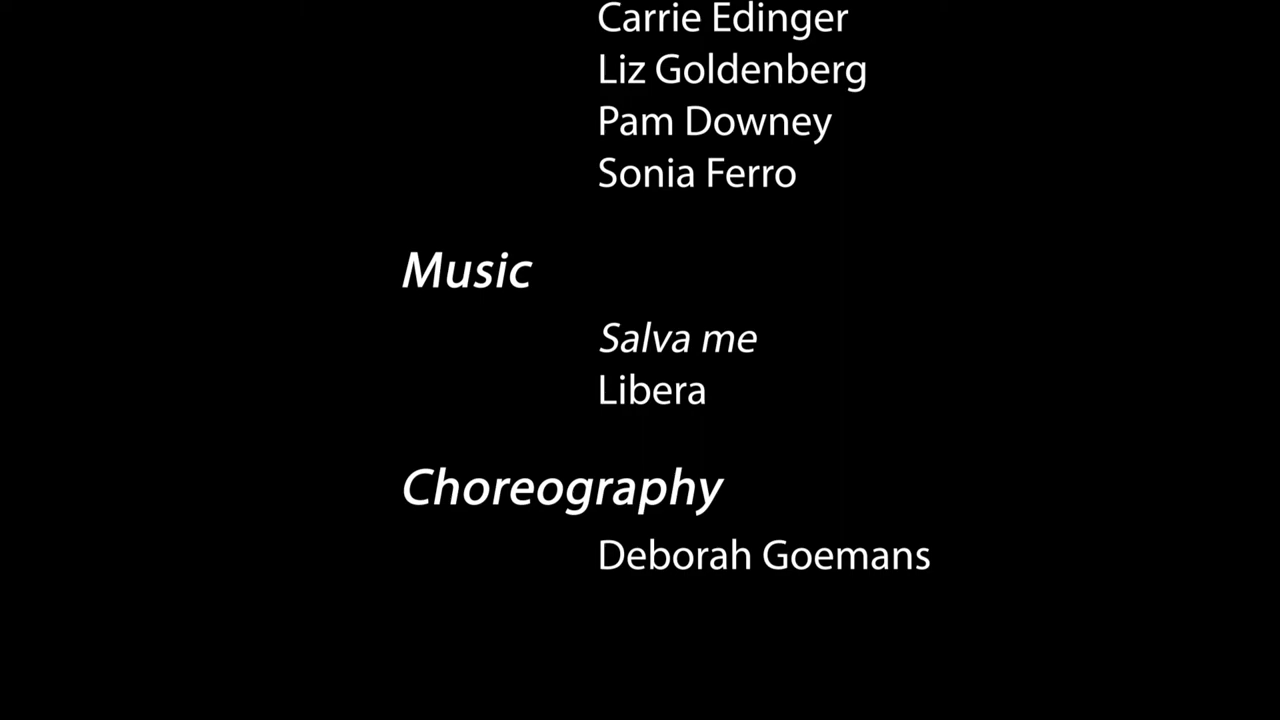 Carrie Edinger
Liz Goldenberg
Pam Downey
Sonia Ferro
Music
Salva me
Libera
Choreography
Deborah Goemans